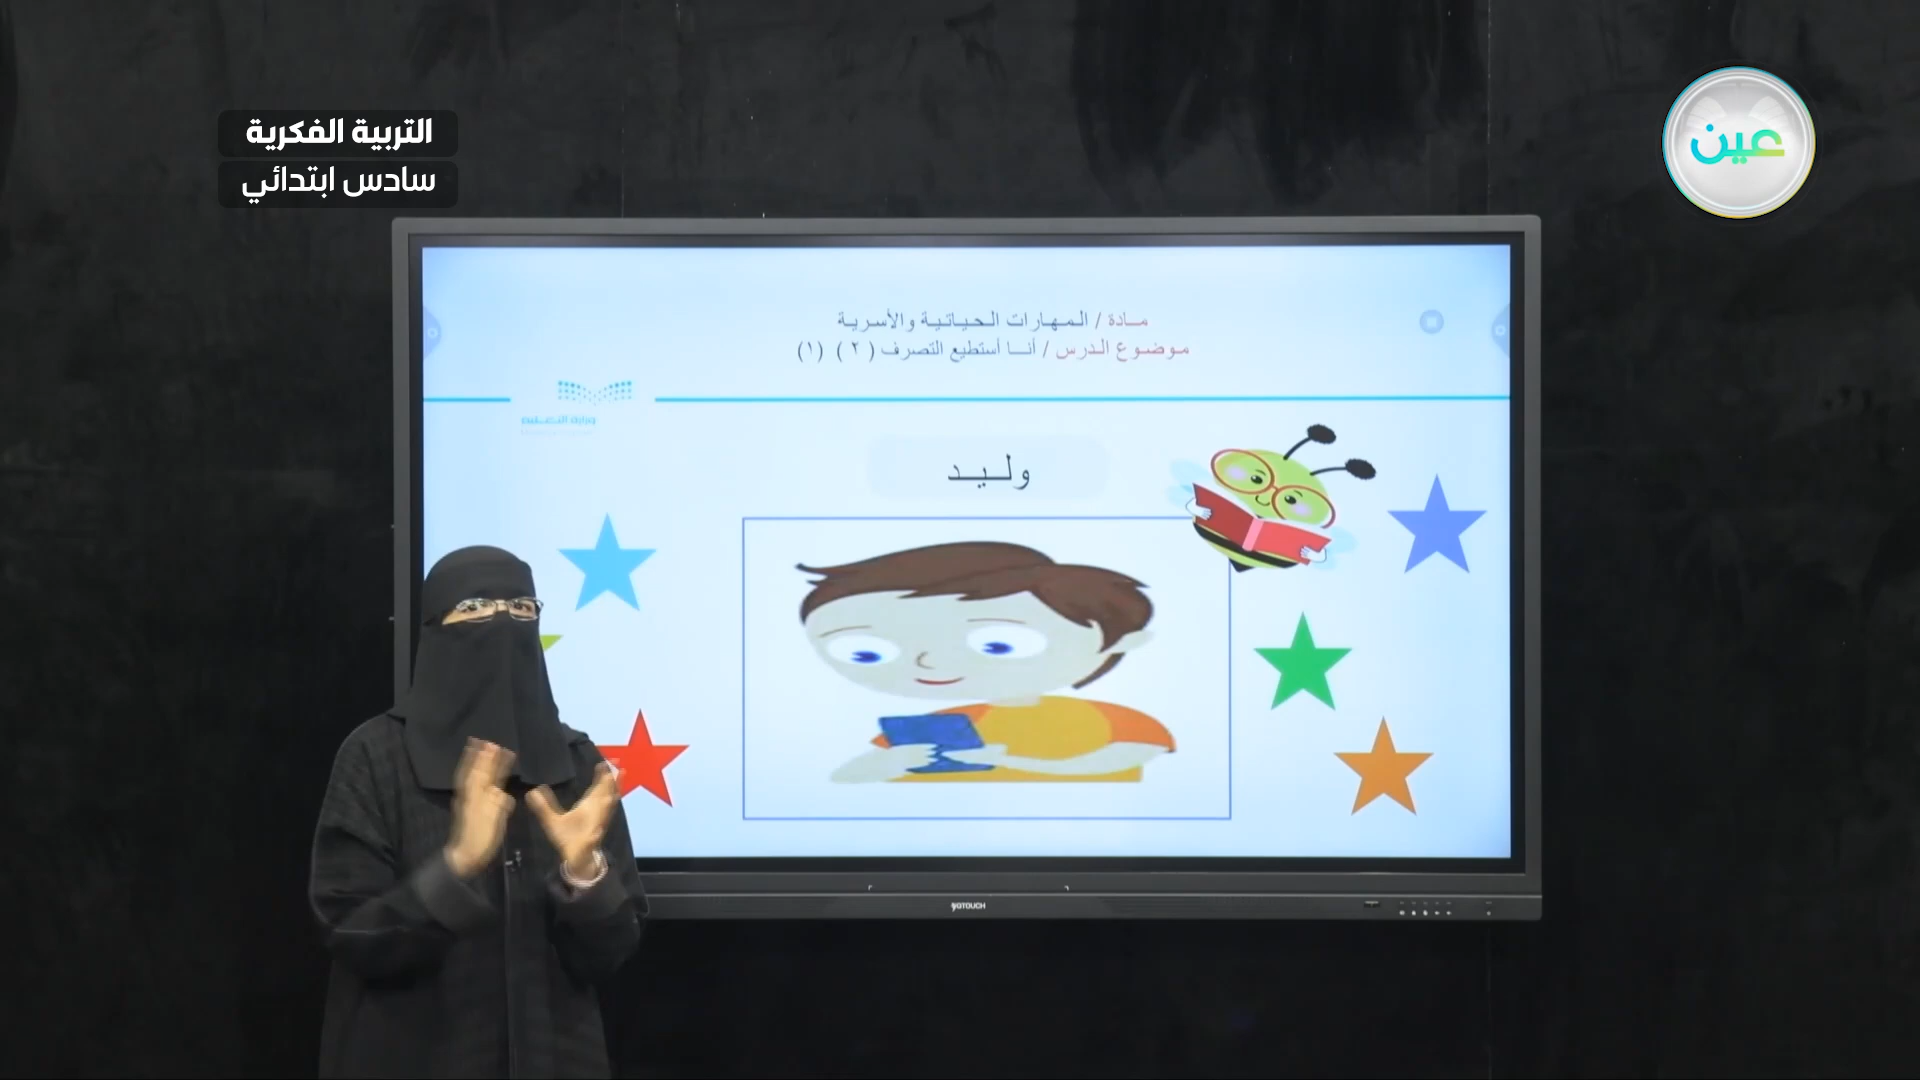 التربية الفكرية
سادس ابتدائي
عين
مادة / المهارات الحياتية والأسرية
موضوع الدرس / أنا أستطيع التصرف ( ٢ ) (١)
وزارة التعليم
وليد